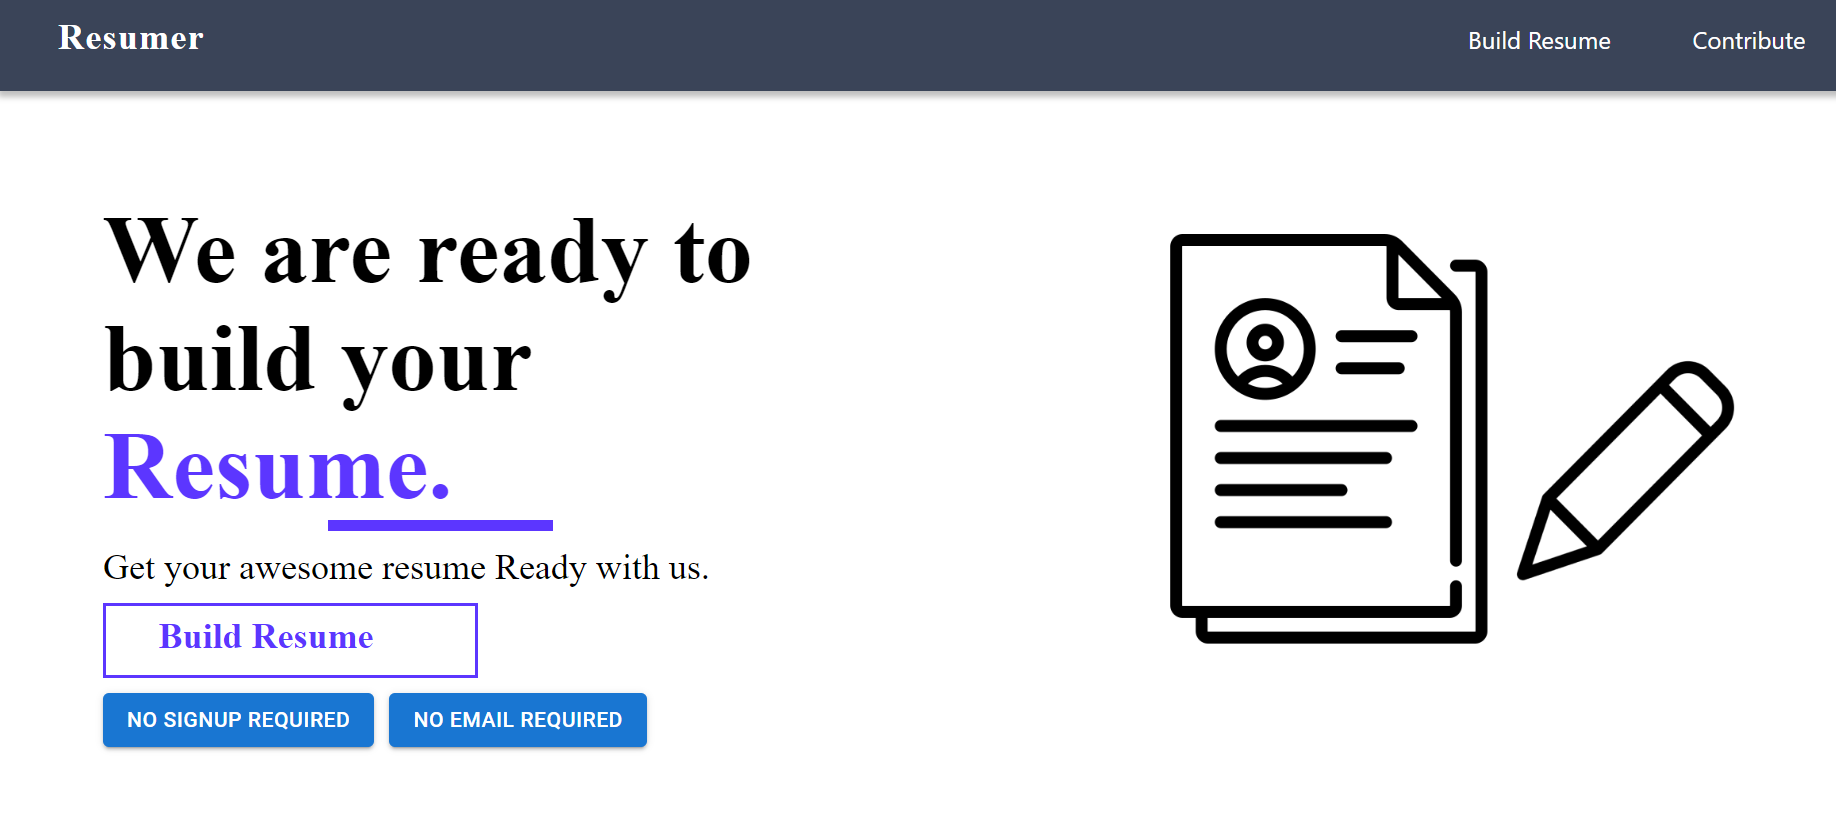 Resumer
Build Resume
Contribute
We are ready to
build your
Resume.
Get your awesome resume Ready with us.
Build Resume
NO SIGNUP REQUIRED
NO EMAIL REQUIRED